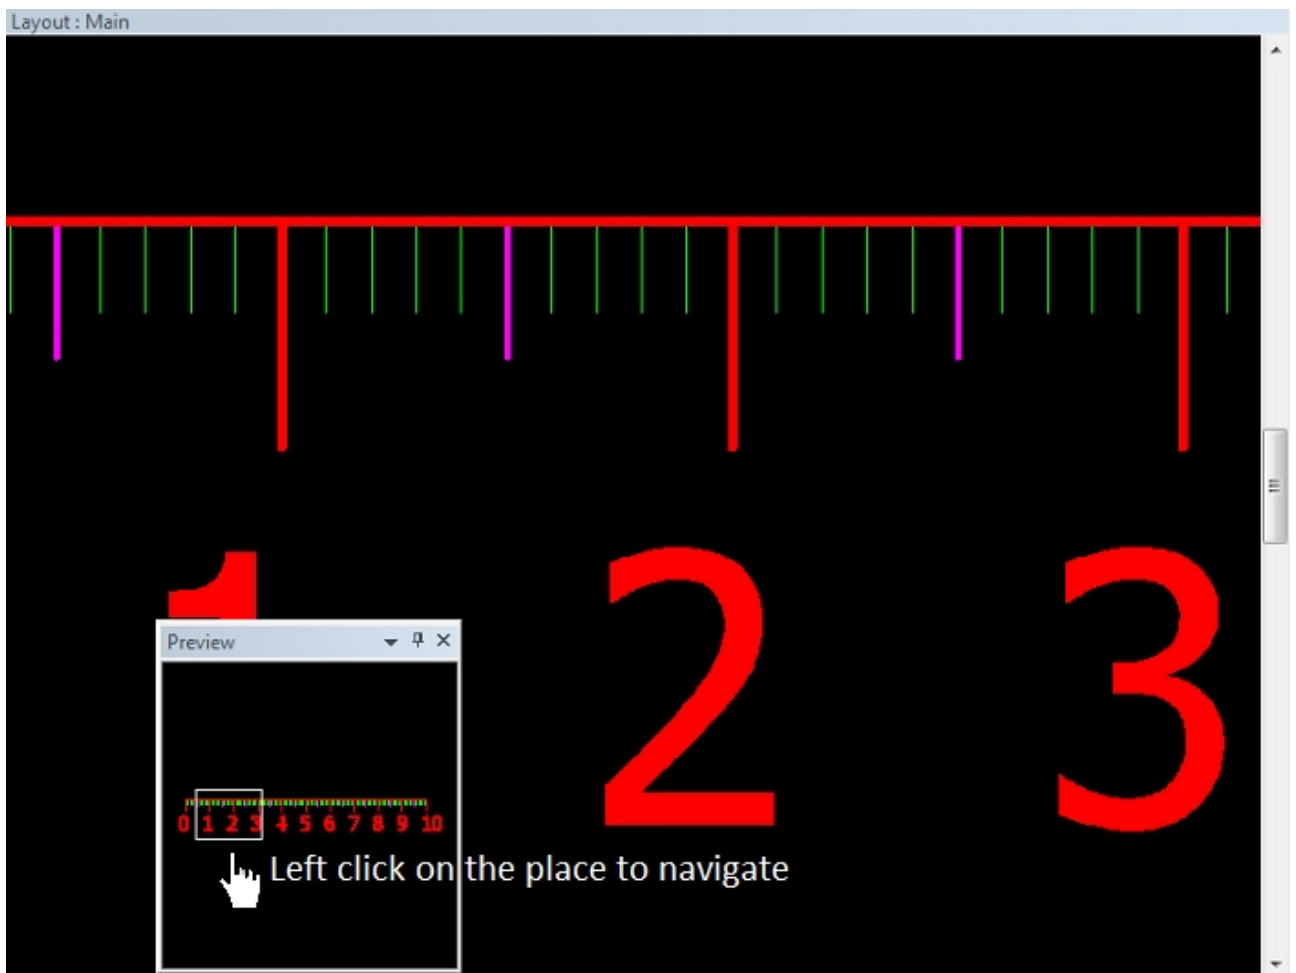 Layout : Main
1 2 3
Preview
0 1 2 3 4 5 6 7 8 9 10
Left click on the place to navigate